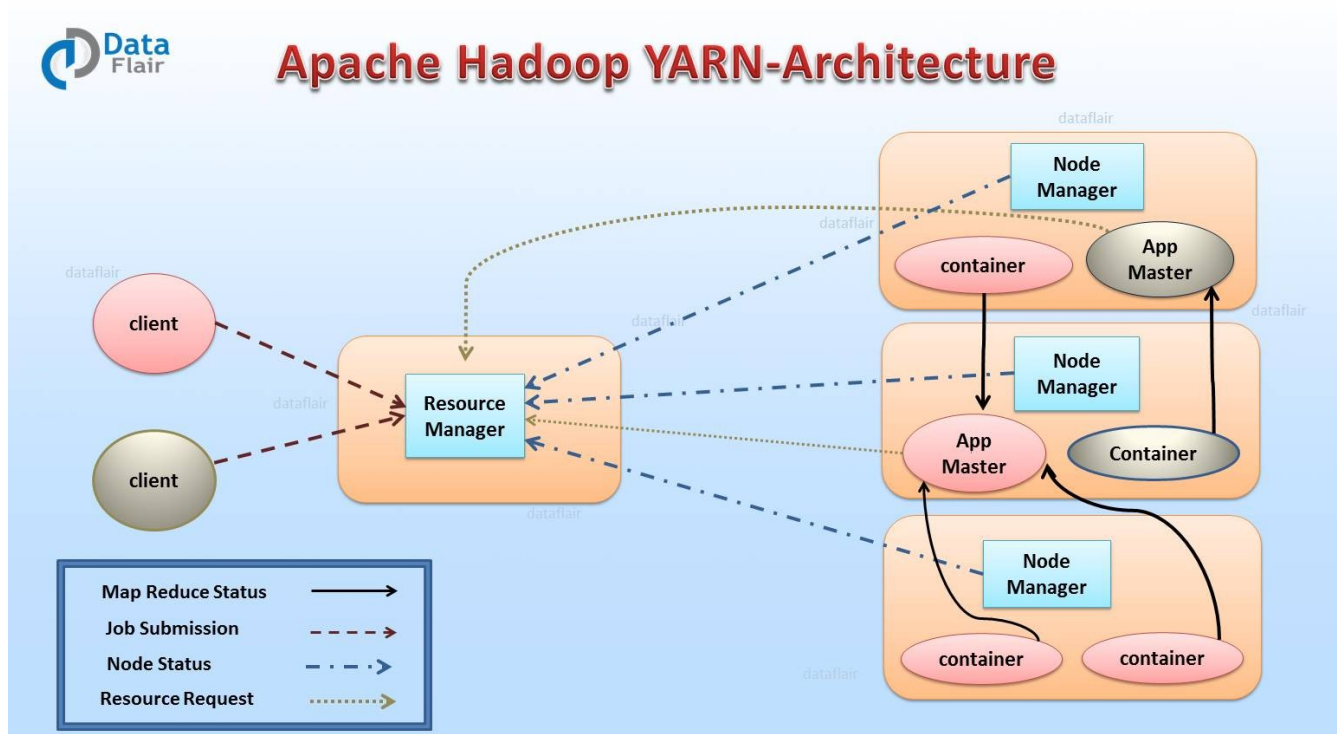 Data
Flair
Apache Hadoop YARN-Architecture
dataflair
Node
Manager
dataflair
container
App
Master
dataflair
client
dataflair
dataflair
Node
Manager
Resource
Manager
dataflair
App
Master
Container
client
dataflair
Node
Manager
container
container
dataflair
Map Reduce Status
Job Submission
Node Status
Resource Request